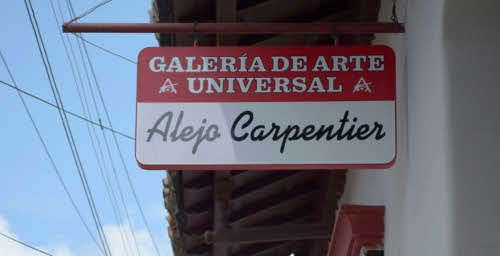 GALERÍA DE ARTE
UNIVERSAL
Alejo Carpentier